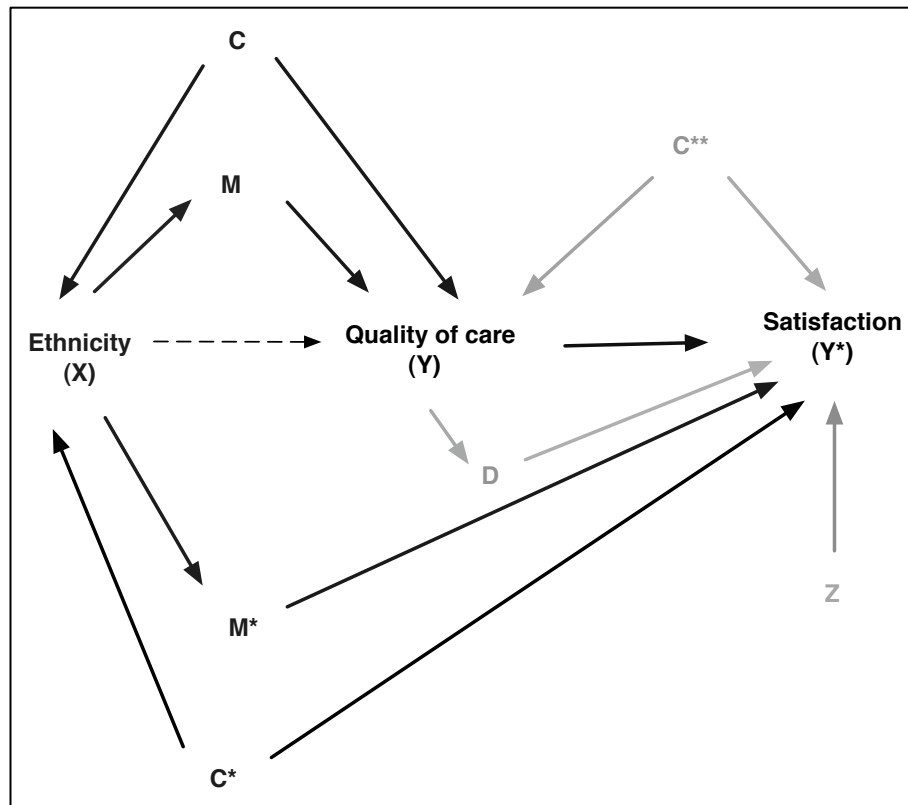 C
M
C**
Ethnicity
(X)
Quality of care
(Y)
Satisfaction
(Y*)
D
Z
M*
C*